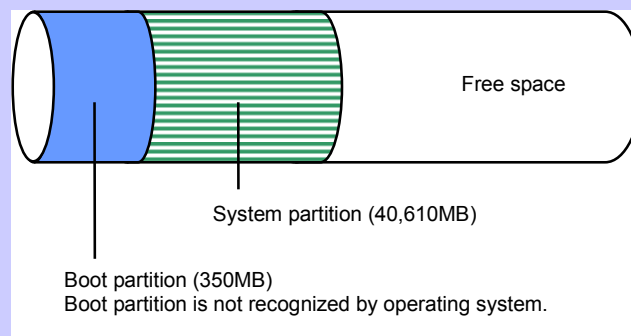 Free space
System partition (40,610MB)
Boot partition (350MB)
Boot partition is not recognized by operating system.